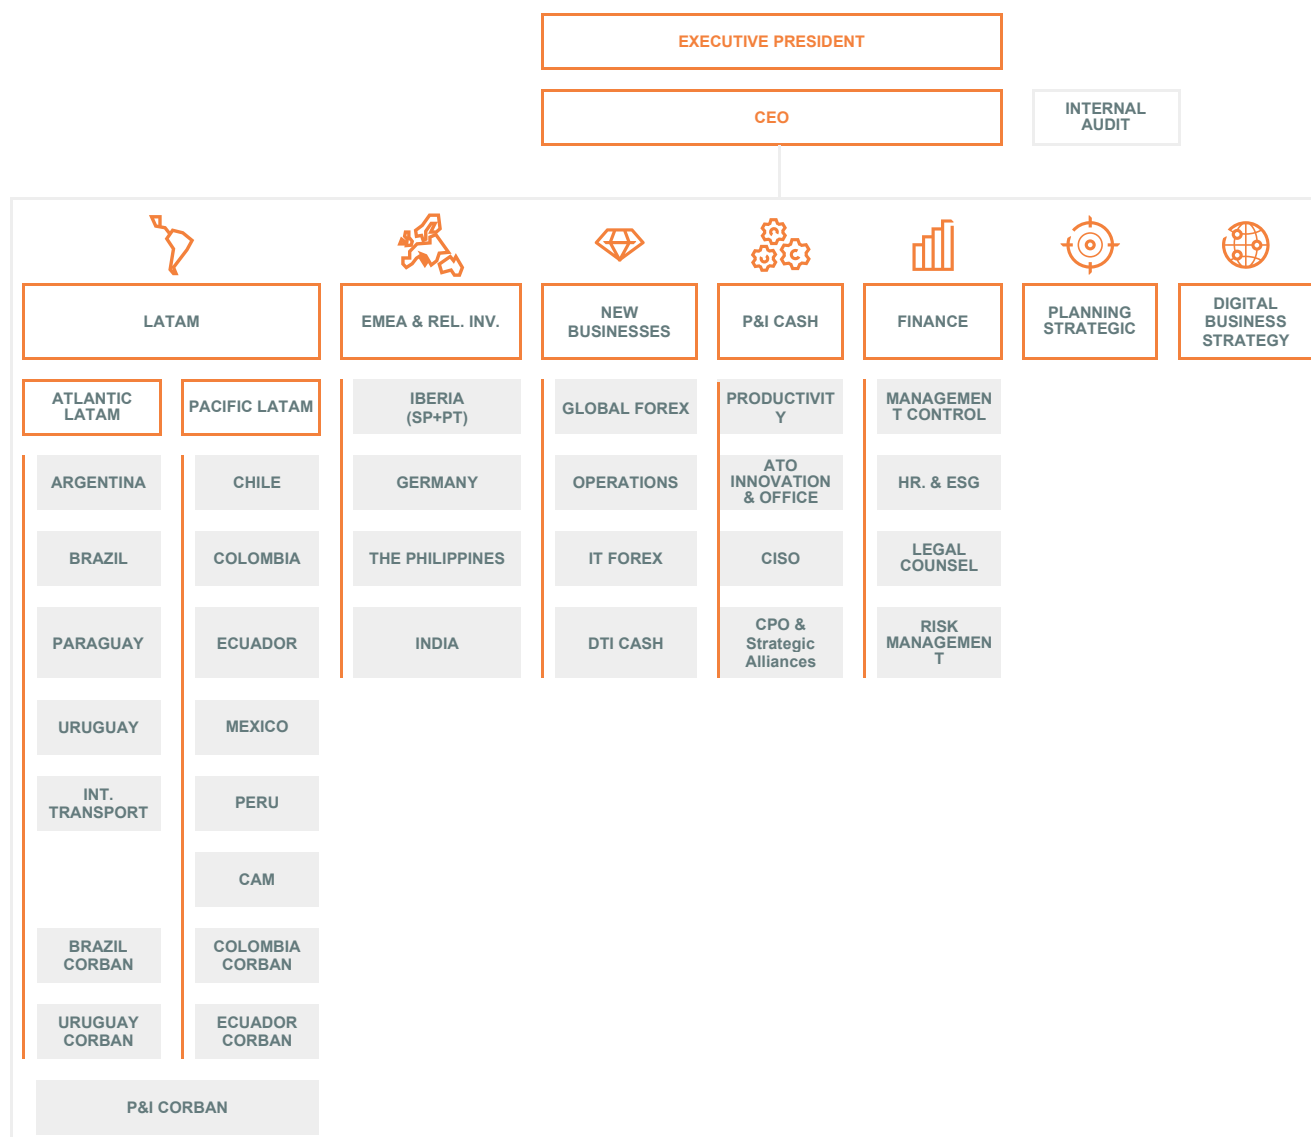 EXECUTIVE PRESIDENT
CEO
INTERNAL
AUDIT
LATAM
EMEA & REL. INV.
NEW
BUSINESSES
P&I CASH
FINANCE
PLANNING
STRATEGIC
DIGITAL
BUSINESS
STRATEGY
ATLANTIC
LATAM
PACIFIC LATAM
IBERIA
(SP+PT)
GLOBAL FOREX
PRODUCTIVIT
Y
MANAGEMEN
T CONTROL
ARGENTINA
CHILE
GERMANY
OPERATIONS
ATO
INNOVATION
& OFFICE
HR. & ESG
BRAZIL
COLOMBIA
THE PHILIPPINES
IT FOREX
CISO
LEGAL
COUNSEL
PARAGUAY
ECUADOR
INDIA
DTI CASH
CPO &
Strategic
Alliances
RISK
MANAGEMEN
T
URUGUAY
MEXICO
INT.
TRANSPORT
PERU
CAM
BRAZIL
CORBAN
COLOMBIA
CORBAN
URUGUAY
CORBAN
ECUADOR
CORBAN
P&I CORBAN